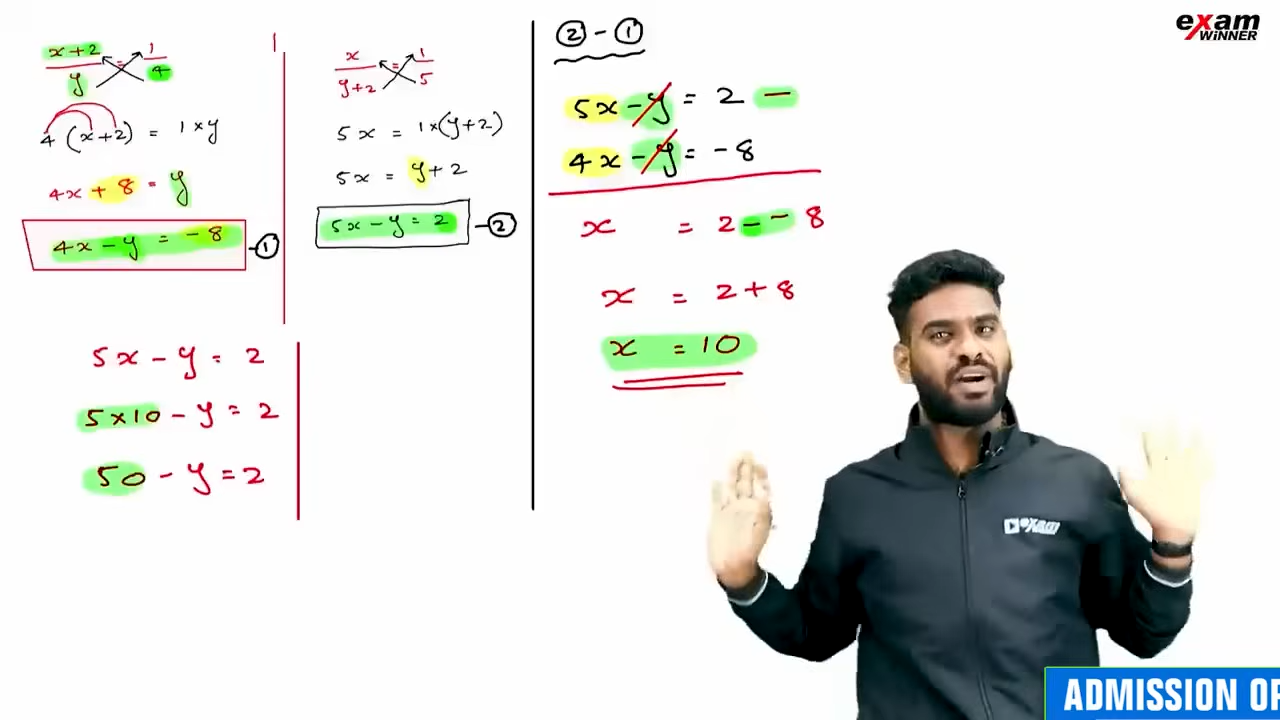 x+2 / y = 1 / 4
4 (x+2) = 1 × y
4x + 8 = y
4x − y = −8 —①
x / y+2 = 1 / 5
5x = 1×(y+2)
5x = y + 2
5x − y = 2 —②
② − ①
5x − y = 2 −
4x − y = −8
x = 2 − − 8
x = 2 + 8
x = 10
5x − y = 2
5×10 − y = 2
50 − y = 2
exam
WINNER
exam
ADMISSION OP